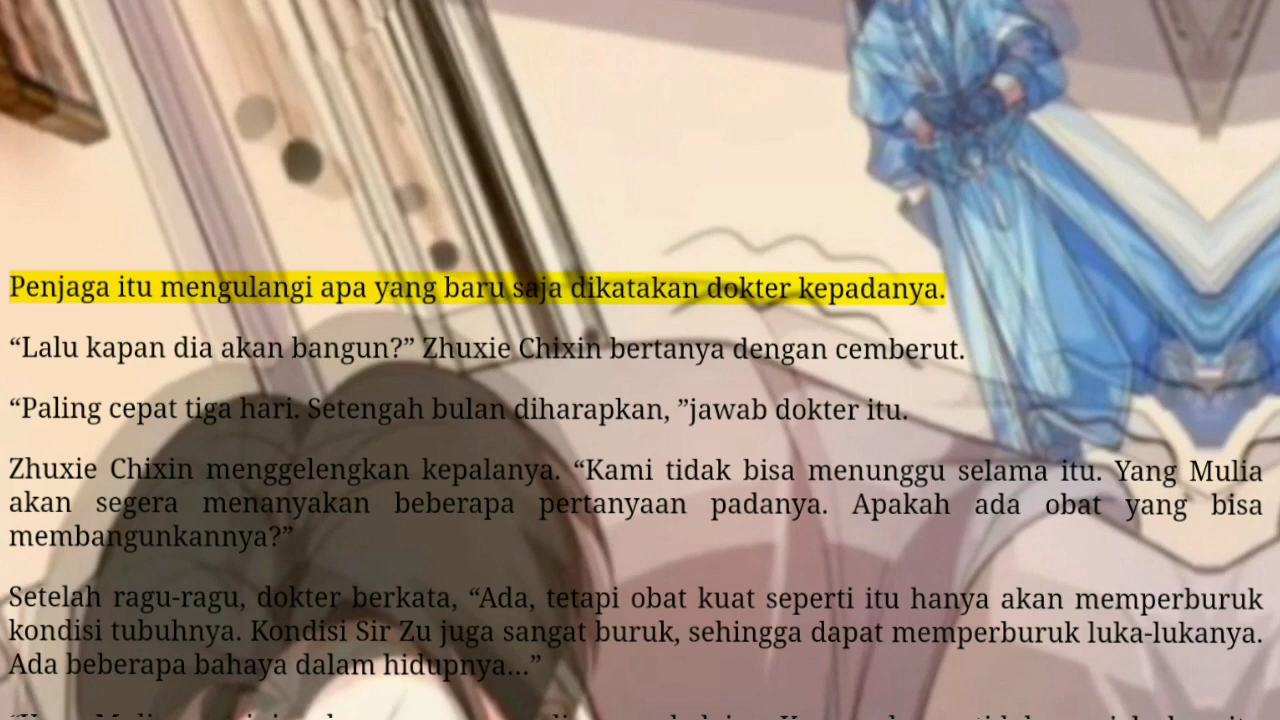 Penjaga itu mengulangi apa yang baru saja dikatakan dokter kepadanya.
“Lalu kapan dia akan bangun?” Zhuxie Chixin bertanya dengan cemberut.
“Paling cepat tiga hari. Setengah bulan diharapkan, ”jawab dokter itu.
Zhuxie Chixin menggelengkan kepalanya. “Kami tidak bisa menunggu selama itu. Yang Mulia
akan segera menanyakan beberapa pertanyaan padanya. Apakah ada obat yang bisa
membangunkannya?”
Setelah ragu-ragu, dokter berkata, “Ada, tetapi obat kuat seperti itu hanya akan memperburuk
kondisi tubuhnya. Kondisi Sir Zu juga sangat buruk, sehingga dapat memperburuk luka-lukanya.
Ada beberapa bahaya dalam hidupnya...”